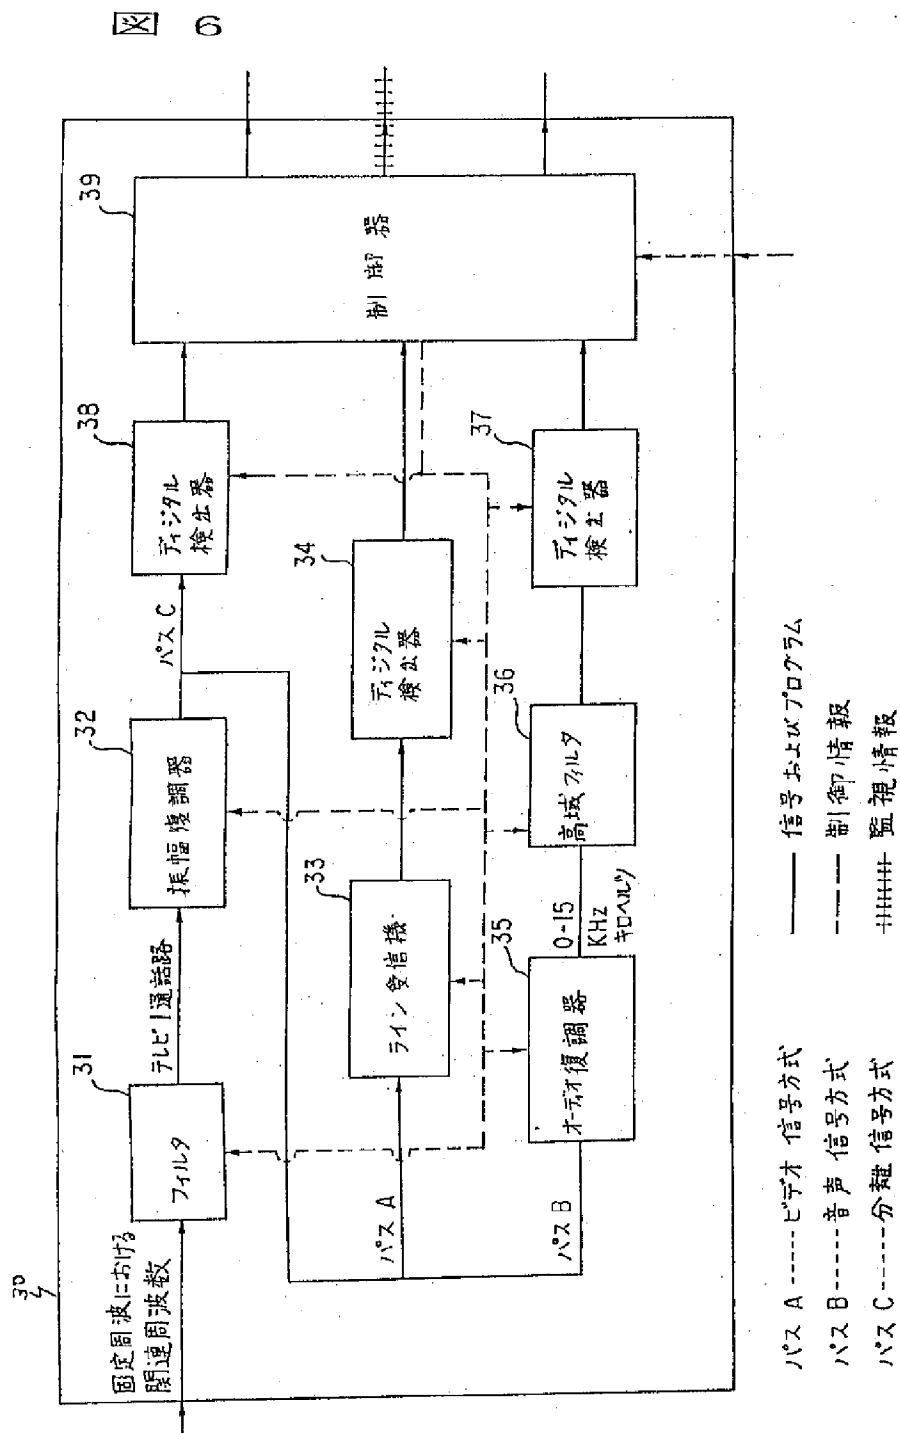 図 6
30
固定周波における
関連周波数
31
フィルタ
テレビ1通話路
32
振幅復調器
パス C
38
ディジタル
検出器
39
制御器
パス A
33
ライン受信機
34
ディジタル
検出器
パス B
35
オーディオ復調器
0-15
KHz
キロヘルツ
36
高域フィルタ
37
ディジタル
検出器
パス A ------ビデオ 信号方式
パス B ------音声 信号方式
パス C ------分離 信号方式
信号およびプログラム
制御情報
監視情報